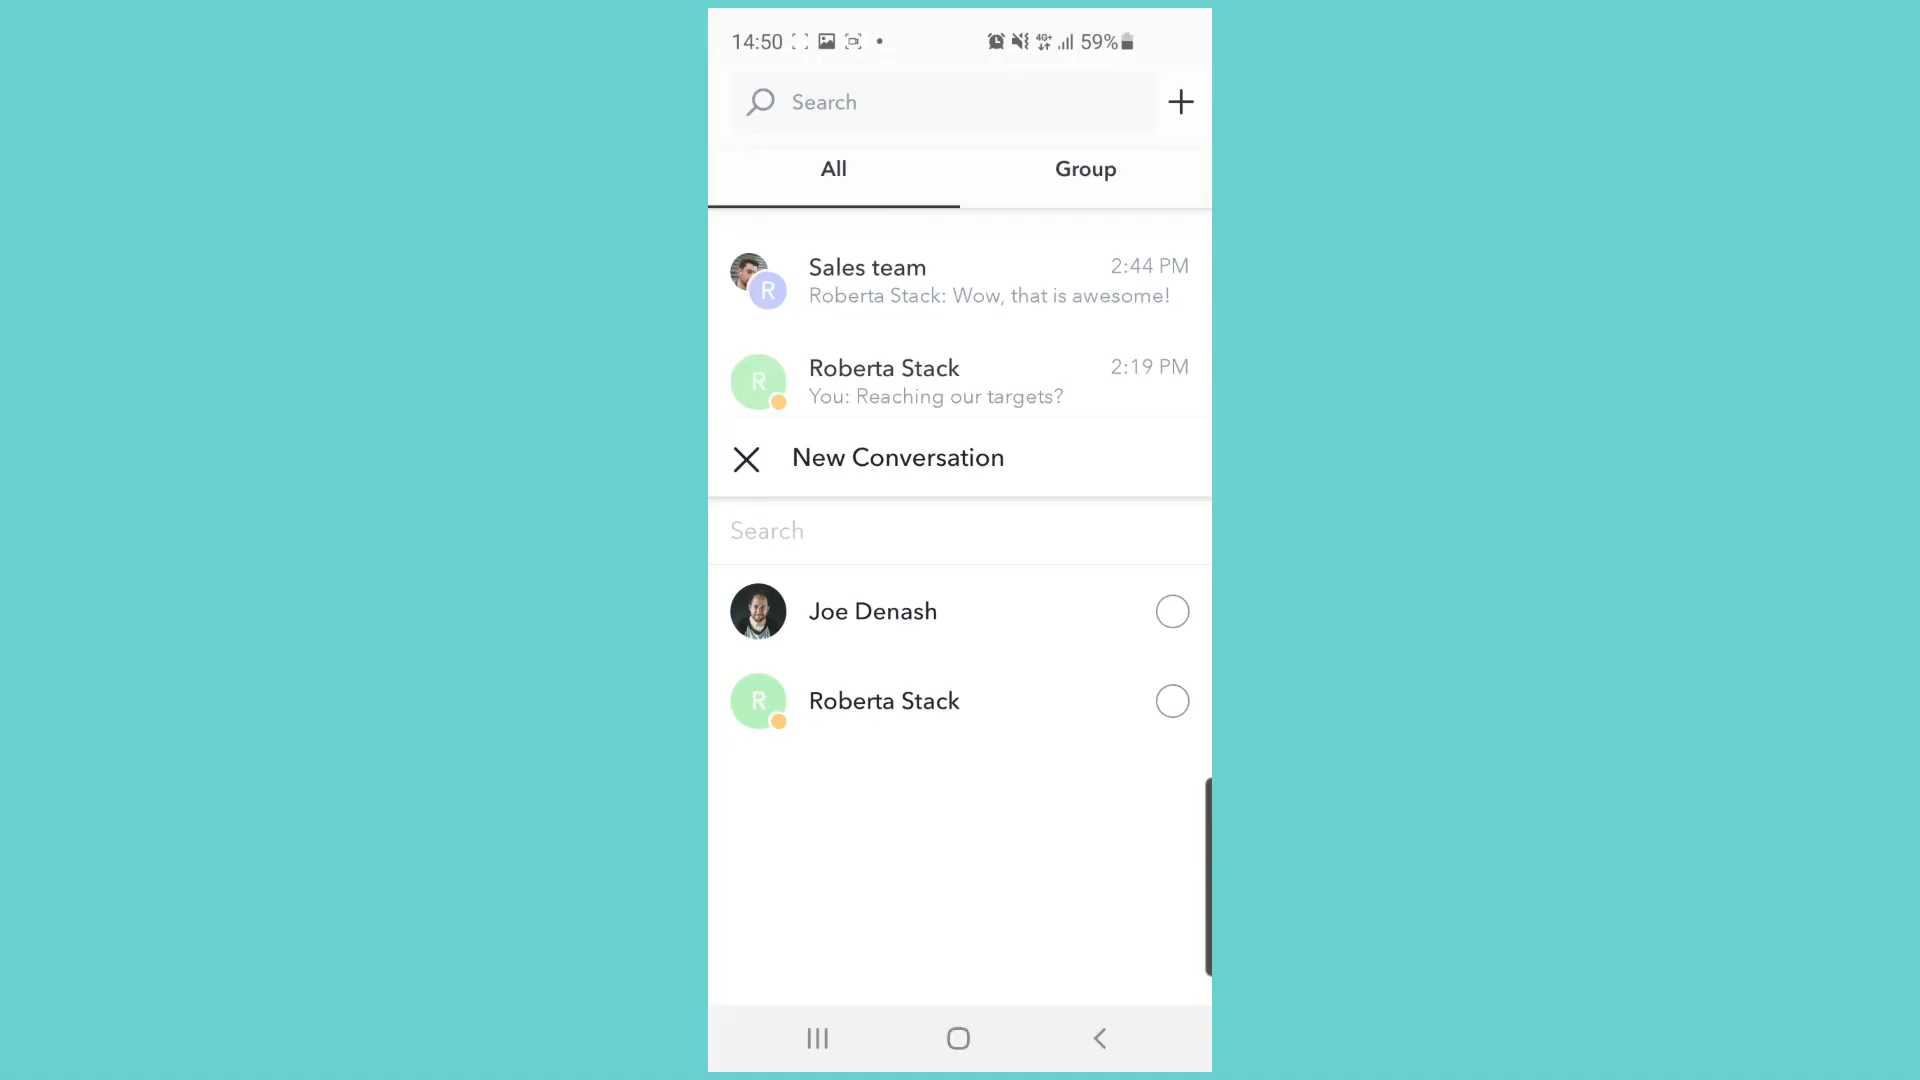 14:50 4G+ 59%
Search
All Group
Sales team 2:44 PM
R Roberta Stack: Wow, that is awesome!
Roberta Stack 2:19 PM
R You: Reaching our targets?
New Conversation
Search
Joe Denash
R Roberta Stack